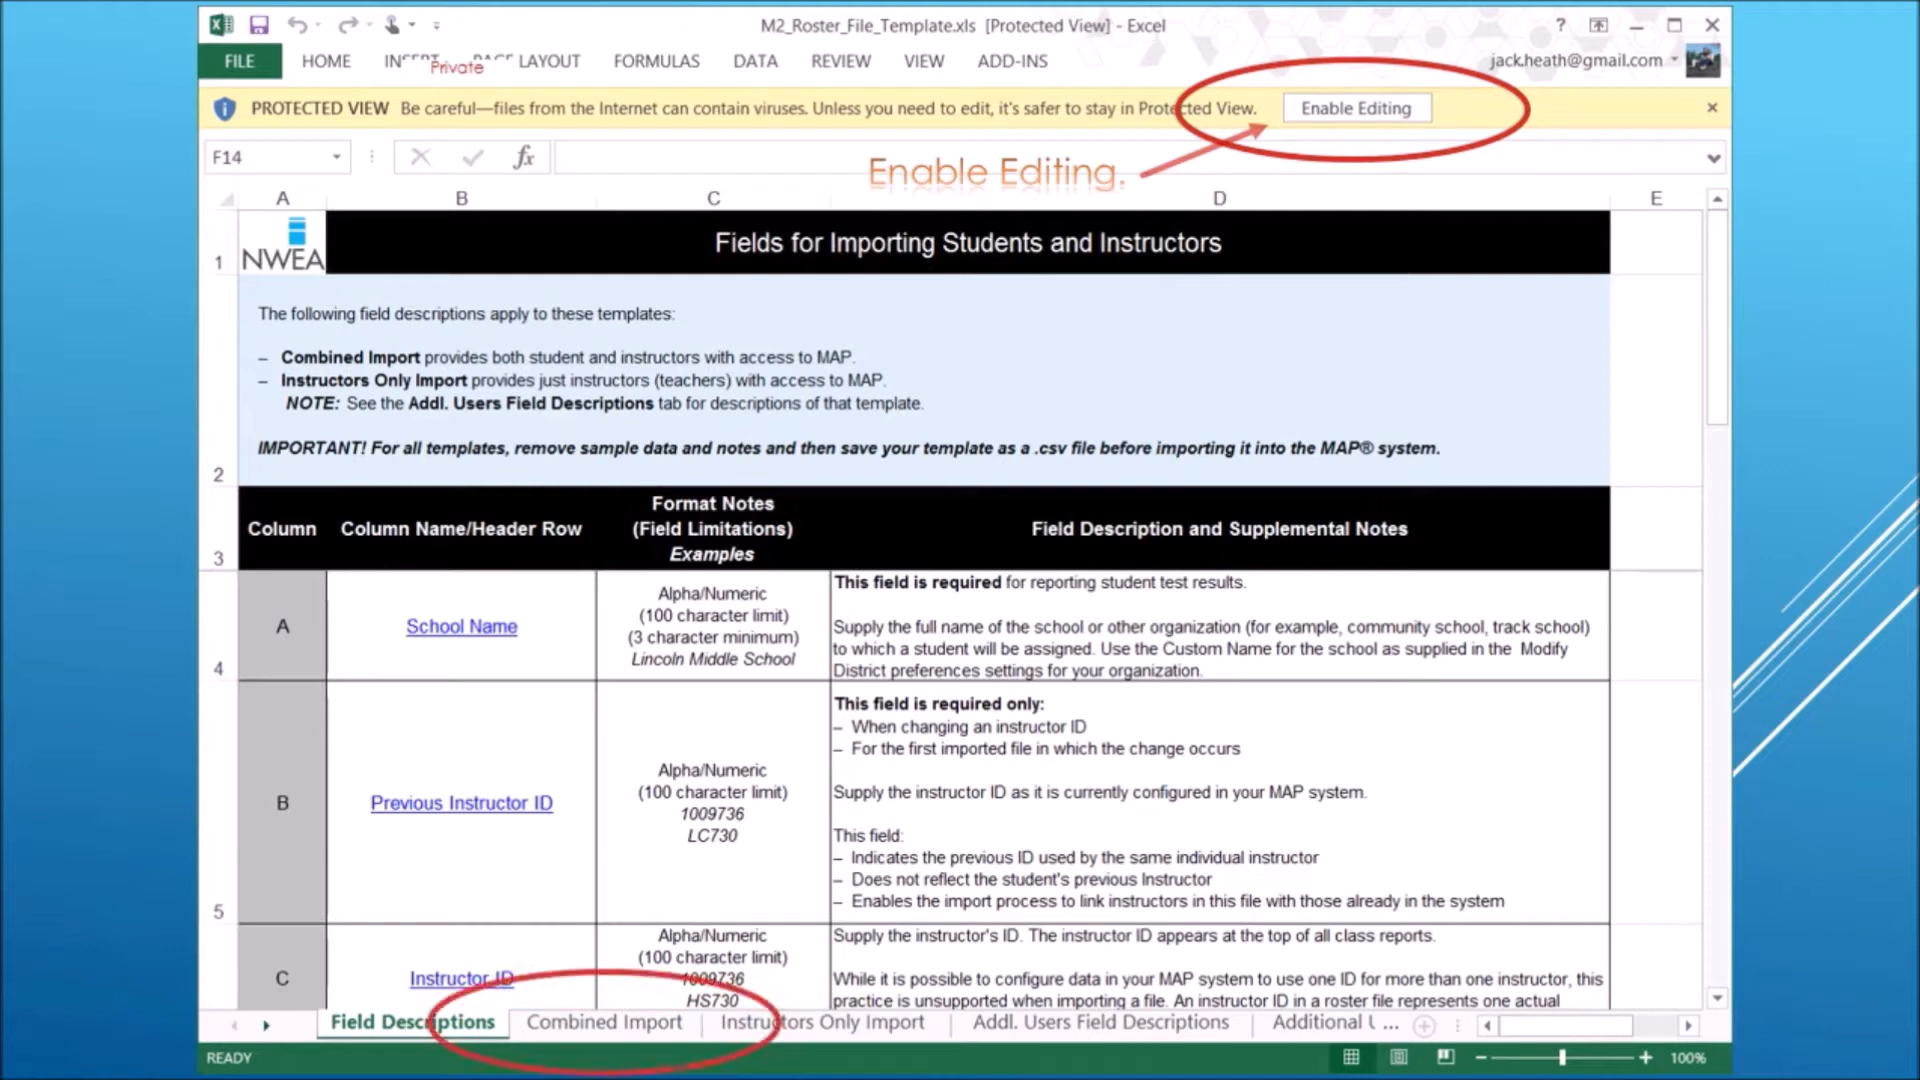 M2_Roster_File_Template.xls [Protected View] - Excel
?
FILE HOME INSERT PAGE LAYOUT FORMULAS DATA REVIEW VIEW ADD-INS
jack.heath@gmail.com
Private
PROTECTED VIEW Be careful—files from the Internet can contain viruses. Unless you need to edit, it's safer to stay in Protected View.
Enable Editing
F14
fx
Enable Editing.
A B C D E
1
NWEA
Fields for Importing Students and Instructors
The following field descriptions apply to these templates:
– Combined Import provides both student and instructors with access to MAP.
– Instructors Only Import provides just instructors (teachers) with access to MAP.
NOTE: See the Addl. Users Field Descriptions tab for descriptions of that template.
IMPORTANT! For all templates, remove sample data and notes and then save your template as a .csv file before importing it into the MAP® system.
2
Column
Column Name/Header Row
Format Notes
(Field Limitations)
Examples
Field Description and Supplemental Notes
3
A
School Name
Alpha/Numeric
(100 character limit)
(3 character minimum)
Lincoln Middle School
This field is required for reporting student test results.
Supply the full name of the school or other organization (for example, community school, track school)
to which a student will be assigned. Use the Custom Name for the school as supplied in the Modify
District preferences settings for your organization.
4
B
Previous Instructor ID
Alpha/Numeric
(100 character limit)
1009736
LC730
This field is required only:
– When changing an instructor ID
– For the first imported file in which the change occurs
Supply the instructor ID as it is currently configured in your MAP system.
This field:
– Indicates the previous ID used by the same individual instructor
– Does not reflect the student's previous Instructor
– Enables the import process to link instructors in this file with those already in the system
5
C
Instructor ID
Alpha/Numeric
(100 character limit)
1009736
HS730
Supply the instructor's ID. The instructor ID appears at the top of all class reports.
While it is possible to configure data in your MAP system to use one ID for more than one instructor, this
practice is unsupported when importing a file. An instructor ID in a roster file represents one actual
Field Descriptions Combined Import Instructors Only Import Addl. Users Field Descriptions Additional U ...
READY
100%